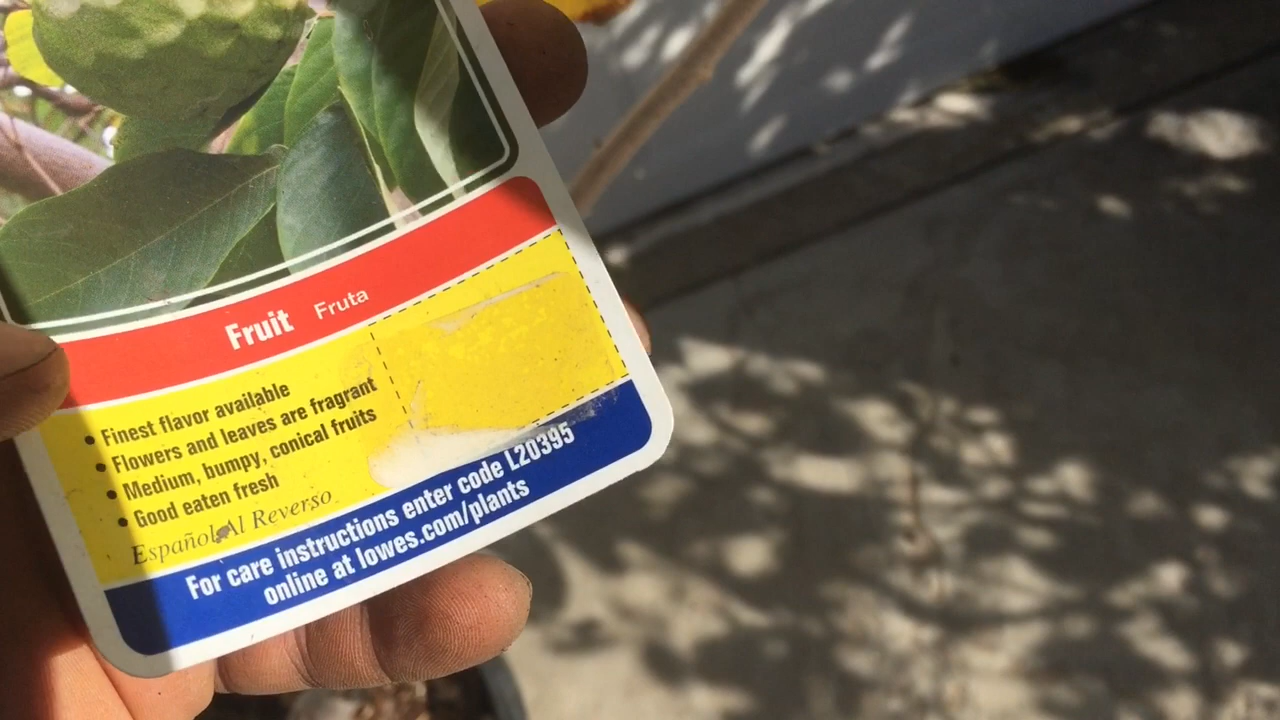 Fruit Fruta
• Finest flavor available
• Flowers and leaves are fragrant
• Medium, bumpy, conical fruits
• Good eaten fresh
Español Al Reverso
For care instructions enter code L20395
online at lowes.com/plants